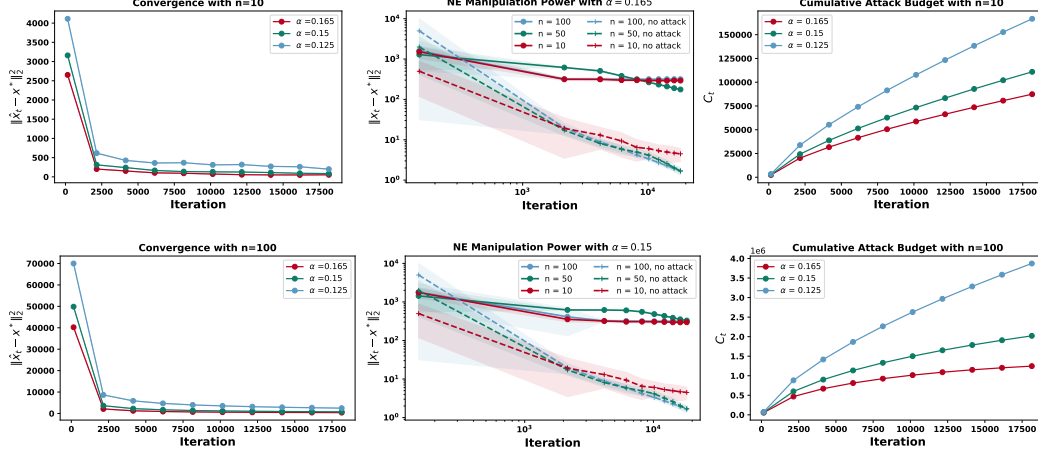 Convergence with n=10
NE Manipulation Power with α = 0.165
Cumulative Attack Budget with n=10
4000
3500
3000
2500
2000
1500
1000
500
0
‖x̂t − x*‖²₂
α =0.165
α =0.15
α =0.125
0 2500 5000 7500 10000 12500 15000 17500
Iteration
10⁴
10³
10²
10¹
10⁰
‖xt − x*‖²₂
n = 100
n = 50
n = 10
n = 100, no attack
n = 50, no attack
n = 10, no attack
10³ 10⁴
Iteration
150000
125000
100000
75000
50000
25000
0
Ct
α = 0.165
α = 0.15
α = 0.125
0 2500 5000 7500 10000 12500 15000 17500
Iteration
Convergence with n=100
NE Manipulation Power with α = 0.15
Cumulative Attack Budget with n=100
70000
60000
50000
40000
30000
20000
10000
0
‖x̂t − x*‖²₂
α =0.165
α =0.15
α =0.125
0 2500 5000 7500 10000 12500 15000 17500
Iteration
10⁴
10³
10²
10¹
10⁰
‖xt − x*‖²₂
n = 100
n = 50
n = 10
n = 100, no attack
n = 50, no attack
n = 10, no attack
10³ 10⁴
Iteration
1e6
4.0
3.5
3.0
2.5
2.0
1.5
1.0
0.5
0.0
Ct
α = 0.165
α = 0.15
α = 0.125
0 2500 5000 7500 10000 12500 15000 17500
Iteration